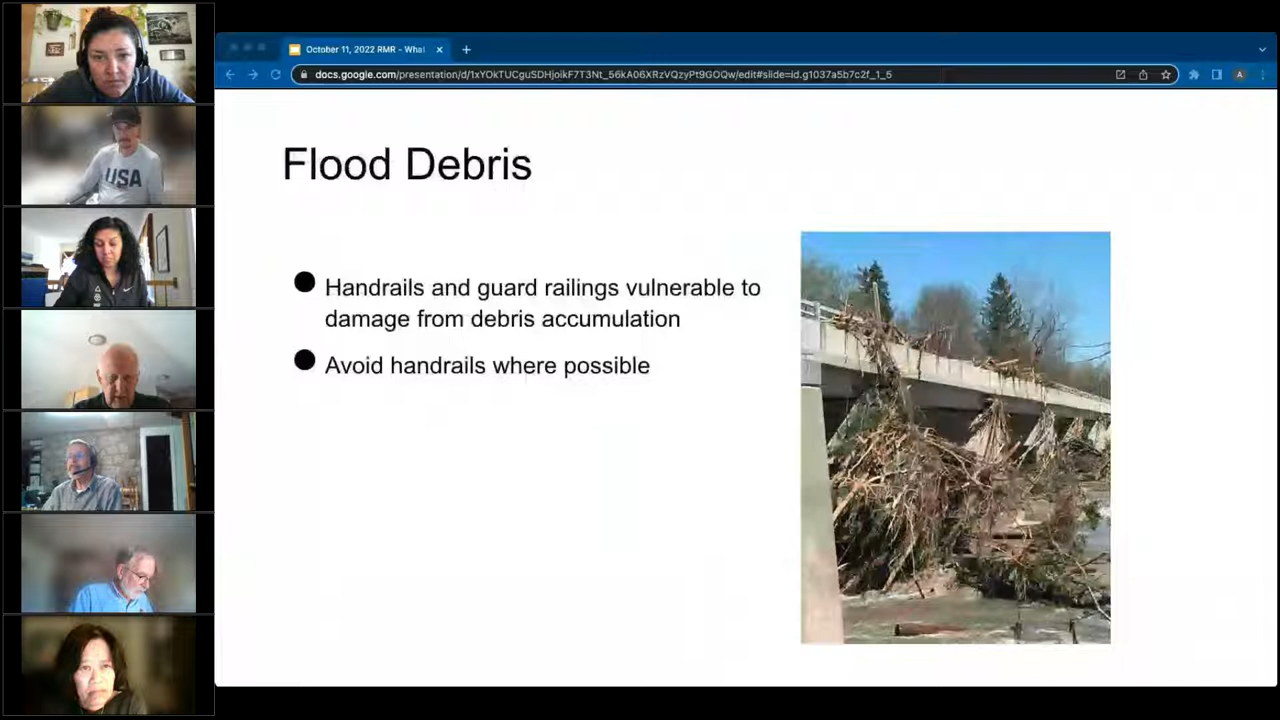 October 11, 2022 RMR - What
docs.google.com/presentation/d/1xYOkTUCguSDHjoikF7T3Nt_56kA06XRzVQzyPt9GOQw/edit#slide=id.g1037a5b7c2f_1_5
A
USA
Flood Debris
Handrails and guard railings vulnerable to
damage from debris accumulation
Avoid handrails where possible